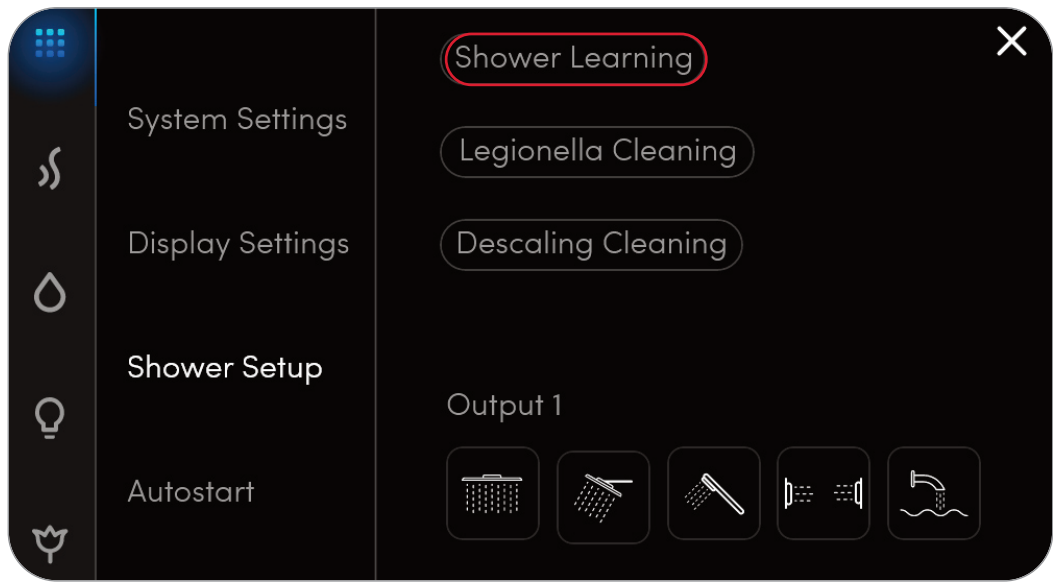 System Settings
Display Settings
Shower Setup
Autostart
Shower Learning
Legionella Cleaning
Descaling Cleaning
Output 1